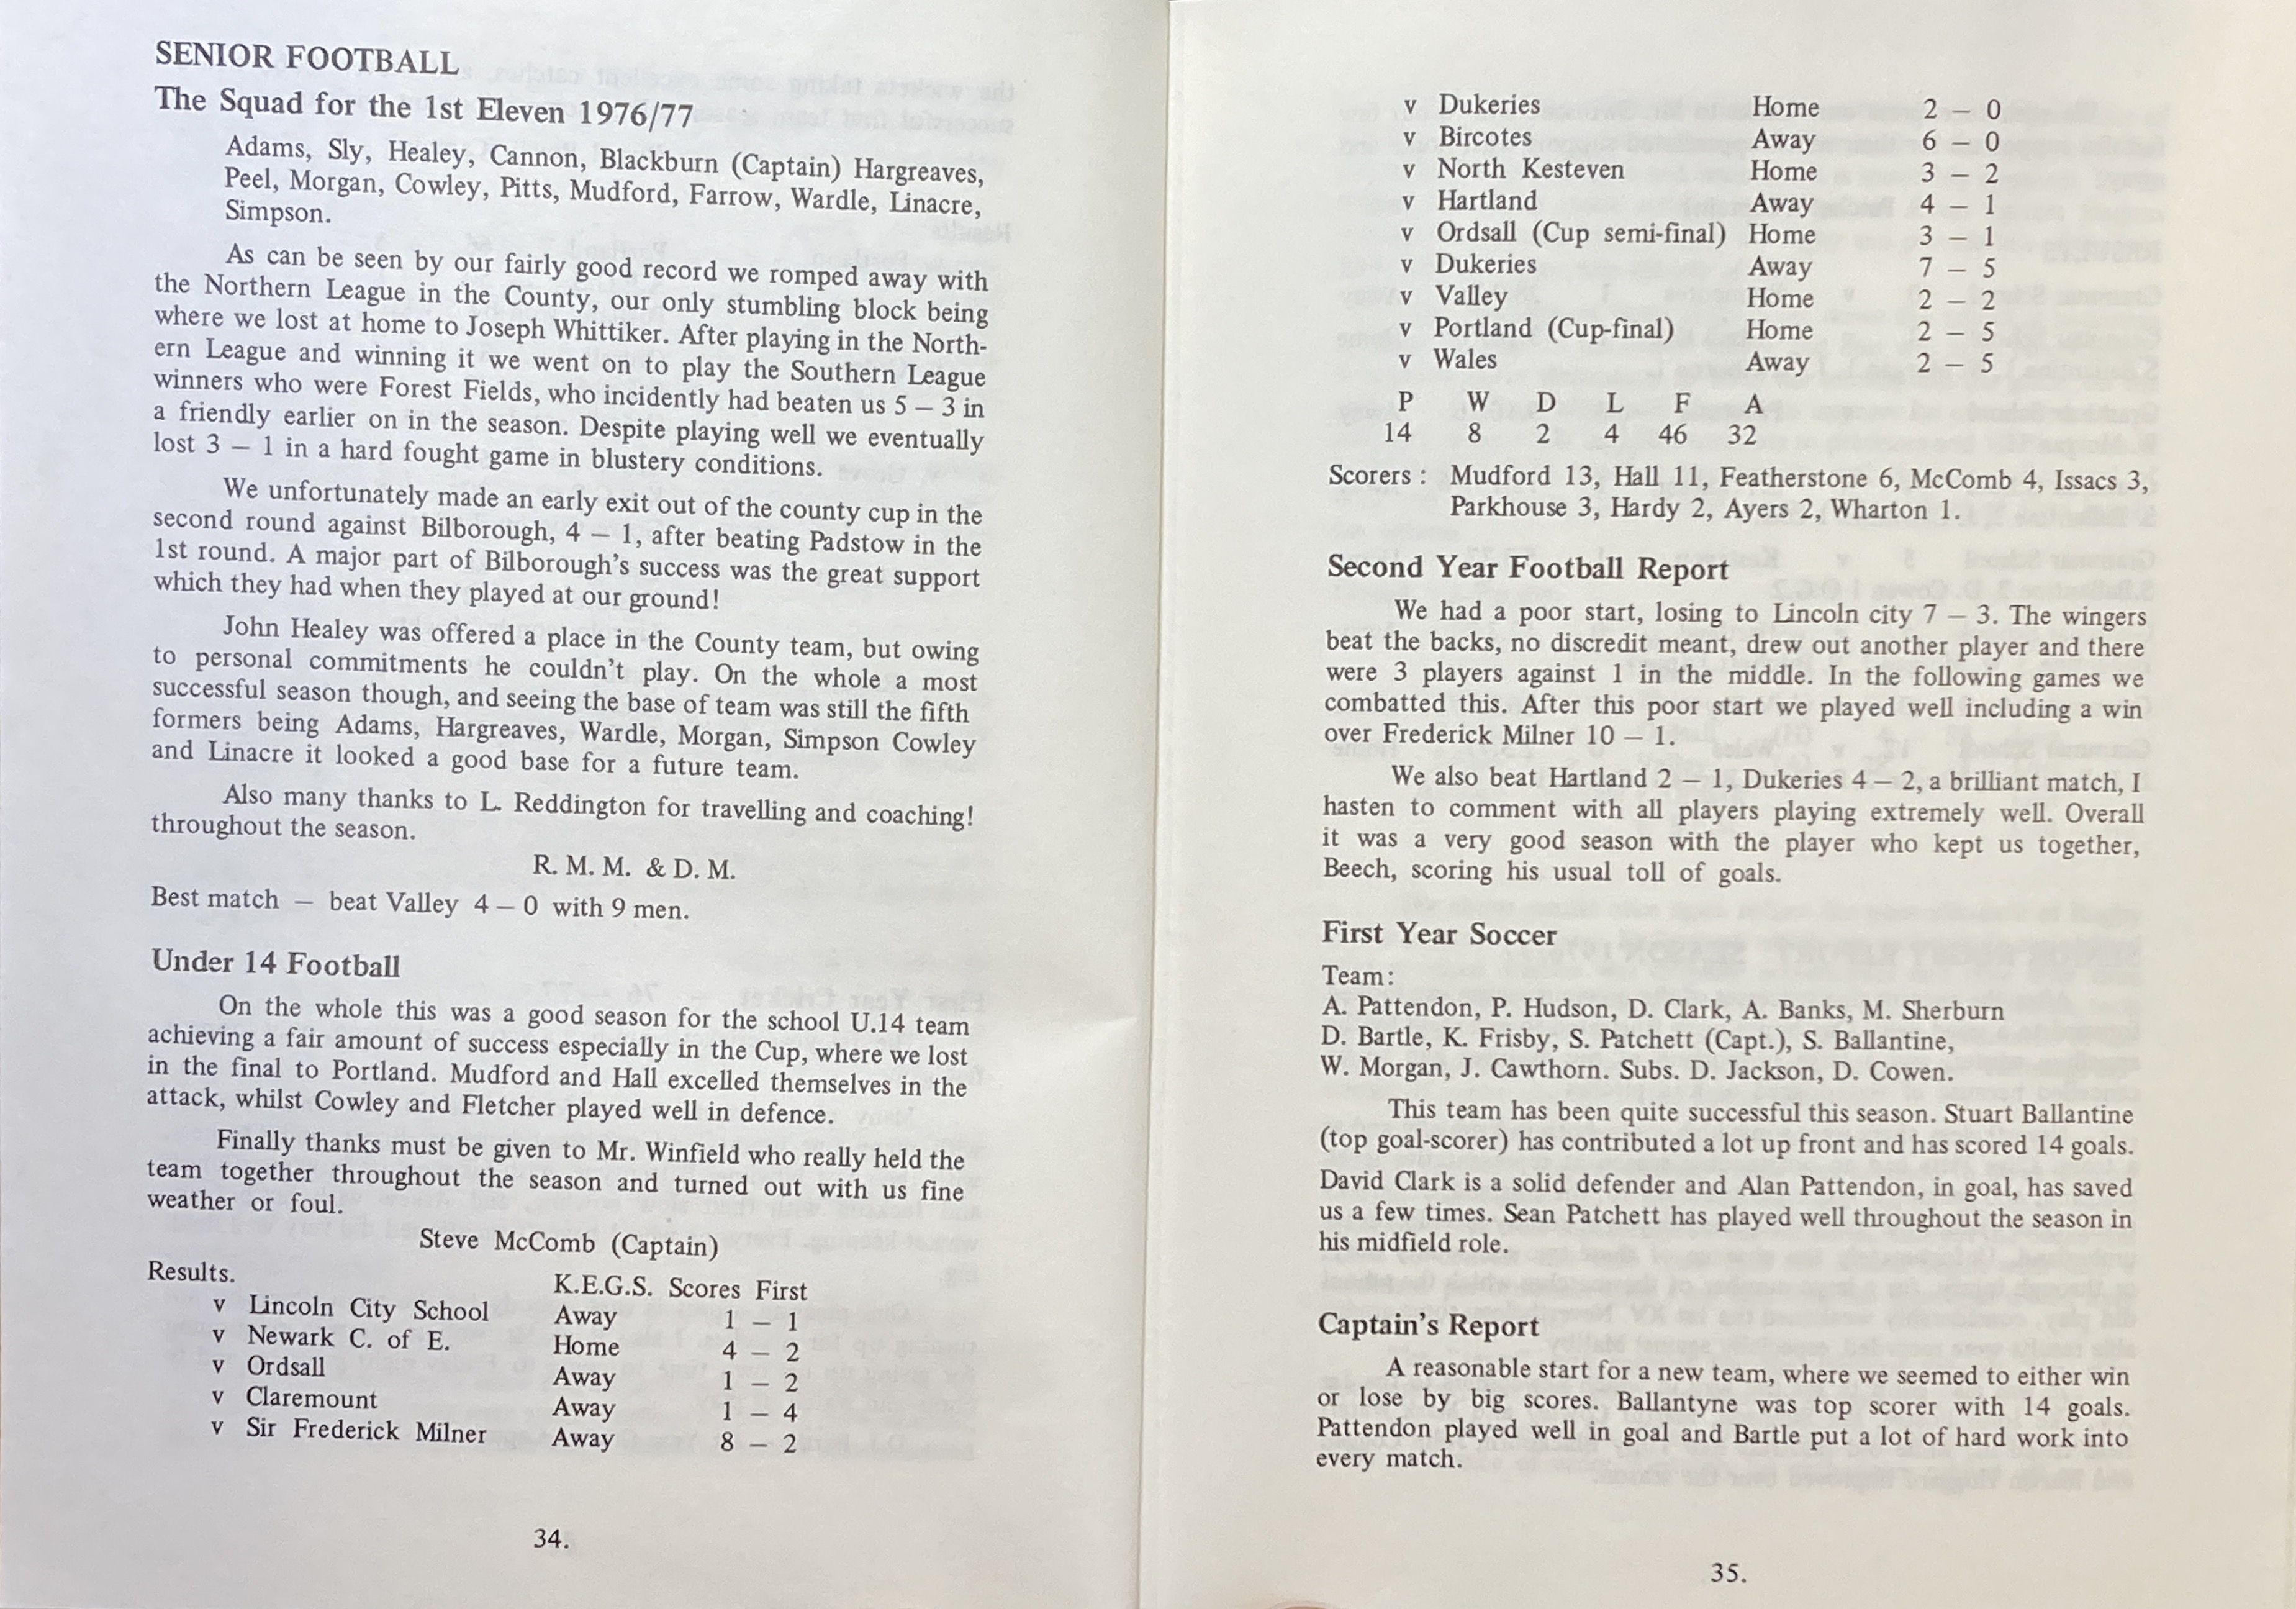 SENIOR FOOTBALL
The Squad for the 1st Eleven 1976/77
Adams, Sly, Healey, Cannon, Blackburn (Captain) Hargreaves,
Peel, Morgan, Cowley, Pitts, Mudford, Farrow, Wardle, Linacre,
Simpson.
As can be seen by our fairly good record we romped away with
the Northern League in the County, our only stumbling block being
where we lost at home to Joseph Whittiker. After playing in the North-
ern League and winning it we went on to play the Southern League
winners who were Forest Fields, who incidently had beaten us 5 – 3 in
a friendly earlier on in the season. Despite playing well we eventually
lost 3 – 1 in a hard fought game in blustery conditions.
We unfortunately made an early exit out of the county cup in the
second round against Bilborough, 4 – 1, after beating Padstow in the
1st round. A major part of Bilborough's success was the great support
which they had when they played at our ground!
John Healey was offered a place in the County team, but owing
to personal commitments he couldn't play. On the whole a most
successful season though, and seeing the base of team was still the fifth
formers being Adams, Hargreaves, Wardle, Morgan, Simpson Cowley
and Linacre it looked a good base for a future team.
Also many thanks to L. Reddington for travelling and coaching!
throughout the season.
R. M. M. & D. M.
Best match – beat Valley 4 – 0 with 9 men.
Under 14 Football
On the whole this was a good season for the school U.14 team
achieving a fair amount of success especially in the Cup, where we lost
in the final to Portland. Mudford and Hall excelled themselves in the
attack, whilst Cowley and Fletcher played well in defence.
Finally thanks must be given to Mr. Winfield who really held the
team together throughout the season and turned out with us fine
weather or foul.
Steve McComb (Captain)
Results. K.E.G.S. Scores First
v Lincoln City School Away 1 – 1
v Newark C. of E. Home 4 – 2
v Ordsall Away 1 – 2
v Claremount Away 1 – 4
v Sir Frederick Milner Away 8 – 2
34.
v Dukeries Home 2 – 0
v Bircotes Away 6 – 0
v North Kesteven Home 3 – 2
v Hartland Away 4 – 1
v Ordsall (Cup semi-final) Home 3 – 1
v Dukeries Away 7 – 5
v Valley Home 2 – 2
v Portland (Cup-final) Home 2 – 5
v Wales Away 2 – 5
P W D L F A
14 8 2 4 46 32
Scorers : Mudford 13, Hall 11, Featherstone 6, McComb 4, Issacs 3,
Parkhouse 3, Hardy 2, Ayers 2, Wharton 1.
Second Year Football Report
We had a poor start, losing to Lincoln city 7 – 3. The wingers
beat the backs, no discredit meant, drew out another player and there
were 3 players against 1 in the middle. In the following games we
combatted this. After this poor start we played well including a win
over Frederick Milner 10 – 1.
We also beat Hartland 2 – 1, Dukeries 4 – 2, a brilliant match, I
hasten to comment with all players playing extremely well. Overall
it was a very good season with the player who kept us together,
Beech, scoring his usual toll of goals.
First Year Soccer
Team:
A. Pattendon, P. Hudson, D. Clark, A. Banks, M. Sherburn
D. Bartle, K. Frisby, S. Patchett (Capt.), S. Ballantine,
W. Morgan, J. Cawthorn. Subs. D. Jackson, D. Cowen.
This team has been quite successful this season. Stuart Ballantine
(top goal-scorer) has contributed a lot up front and has scored 14 goals.
David Clark is a solid defender and Alan Pattendon, in goal, has saved
us a few times. Sean Patchett has played well throughout the season in
his midfield role.
Captain's Report
A reasonable start for a new team, where we seemed to either win
or lose by big scores. Ballantyne was top scorer with 14 goals.
Pattendon played well in goal and Bartle put a lot of hard work into
every match.
35.